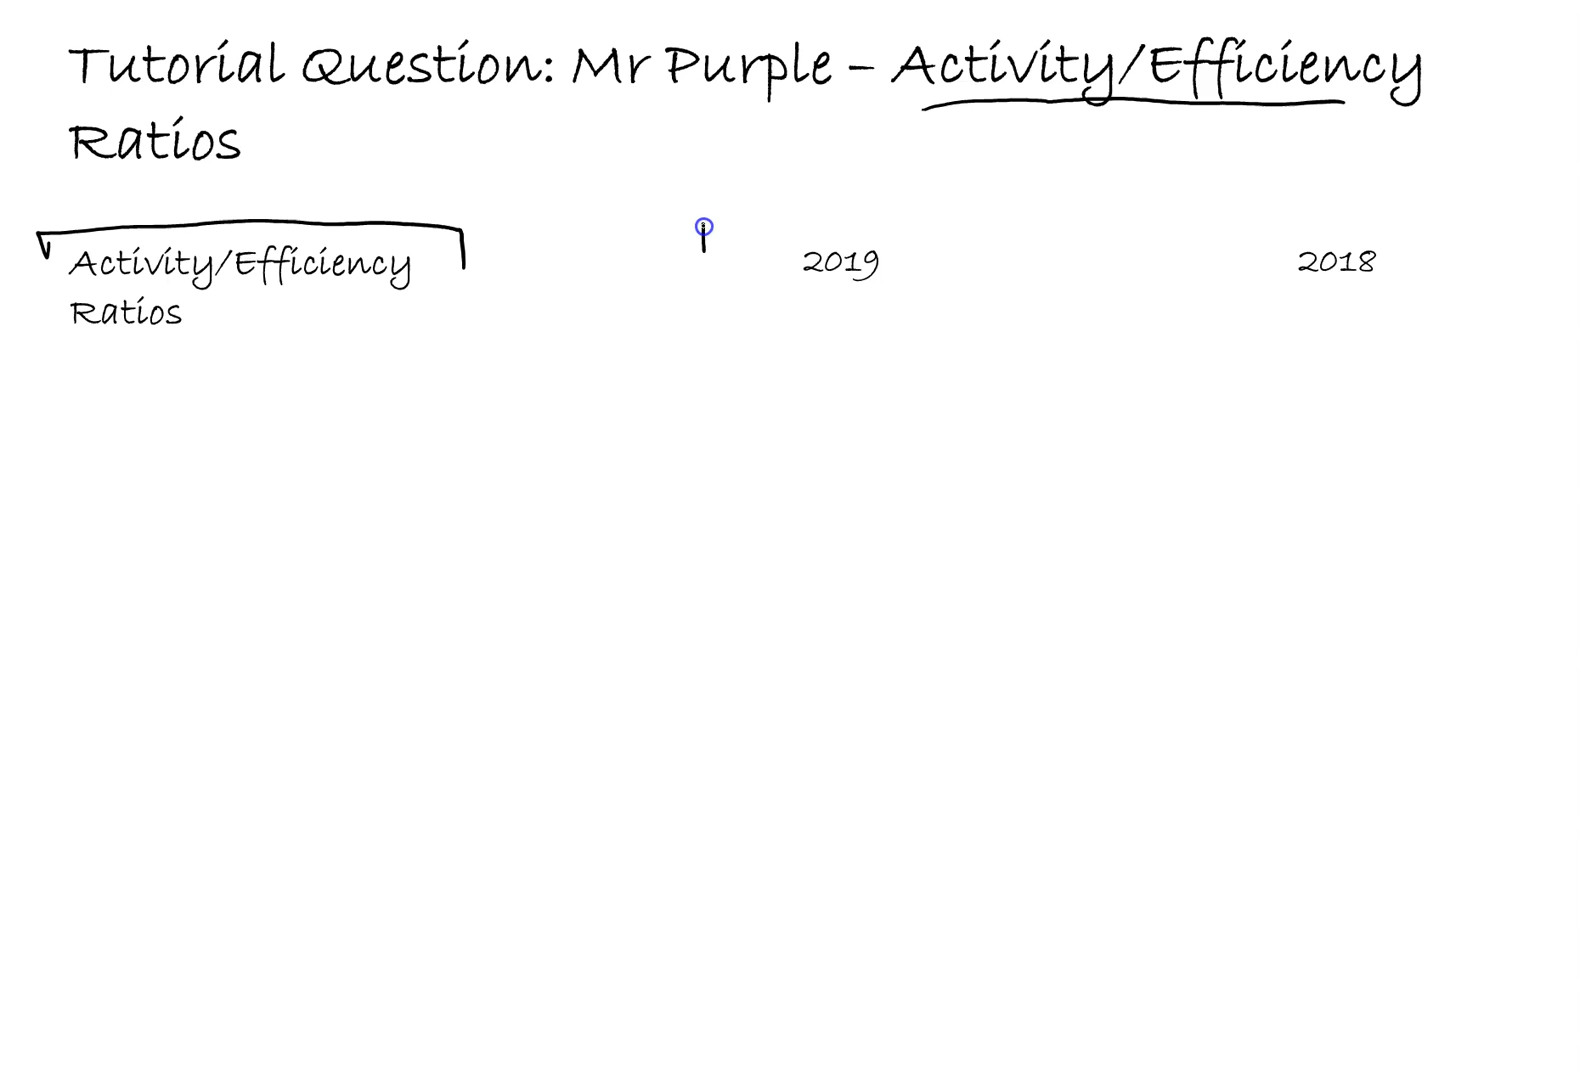 Tutorial Question: Mr Purple – Activity/Efficiency
Ratios
Activity/Efficiency 2019 2018
Ratios